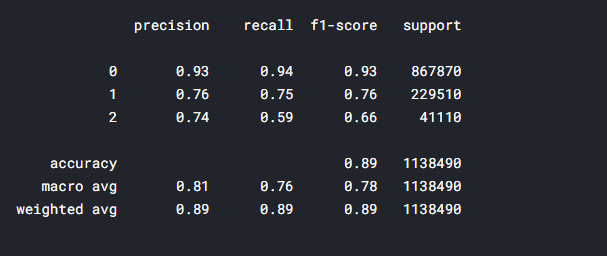 precision recall f1-score support
0 0.93 0.94 0.93 867870
1 0.76 0.75 0.76 229510
2 0.74 0.59 0.66 41110
accuracy 0.89 1138490
macro avg 0.81 0.76 0.78 1138490
weighted avg 0.89 0.89 0.89 1138490